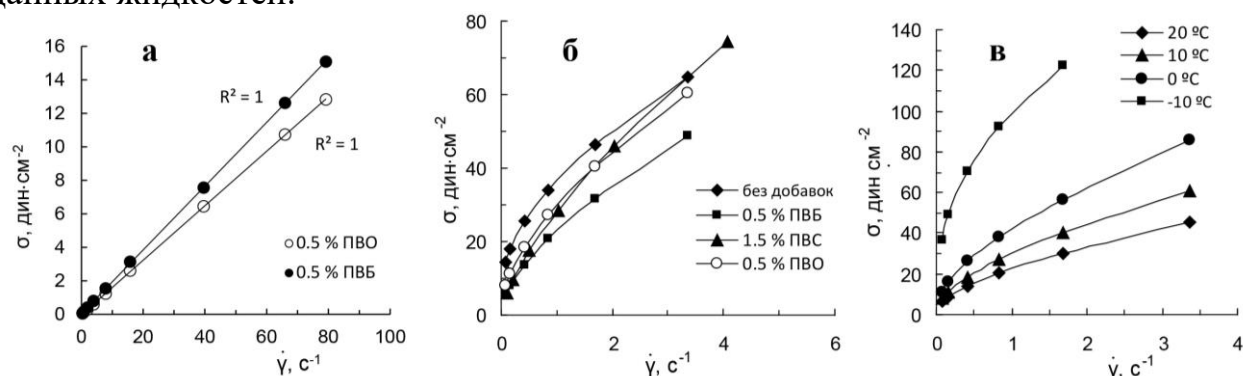 данных жидкостей.
а
σ, дин·см⁻²
16
14
12
10
8
6
4
2
0
R² = 1
R² = 1
0.5 % ПВО
0.5 % ПВБ
0 20 40 60 80 100
γ̇, с⁻¹
б
σ, дин·см⁻²
80
60
40
20
0
без добавок
0.5 % ПВБ
1.5 % ПВС
0.5 % ПВО
0 2 4 6
γ̇, с⁻¹
в
σ, дин см⁻²
140
120
100
80
60
40
20
0
20 ºС
10 ºС
0 ºС
-10 ºС
0 1 2 3 4
γ̇, с⁻¹